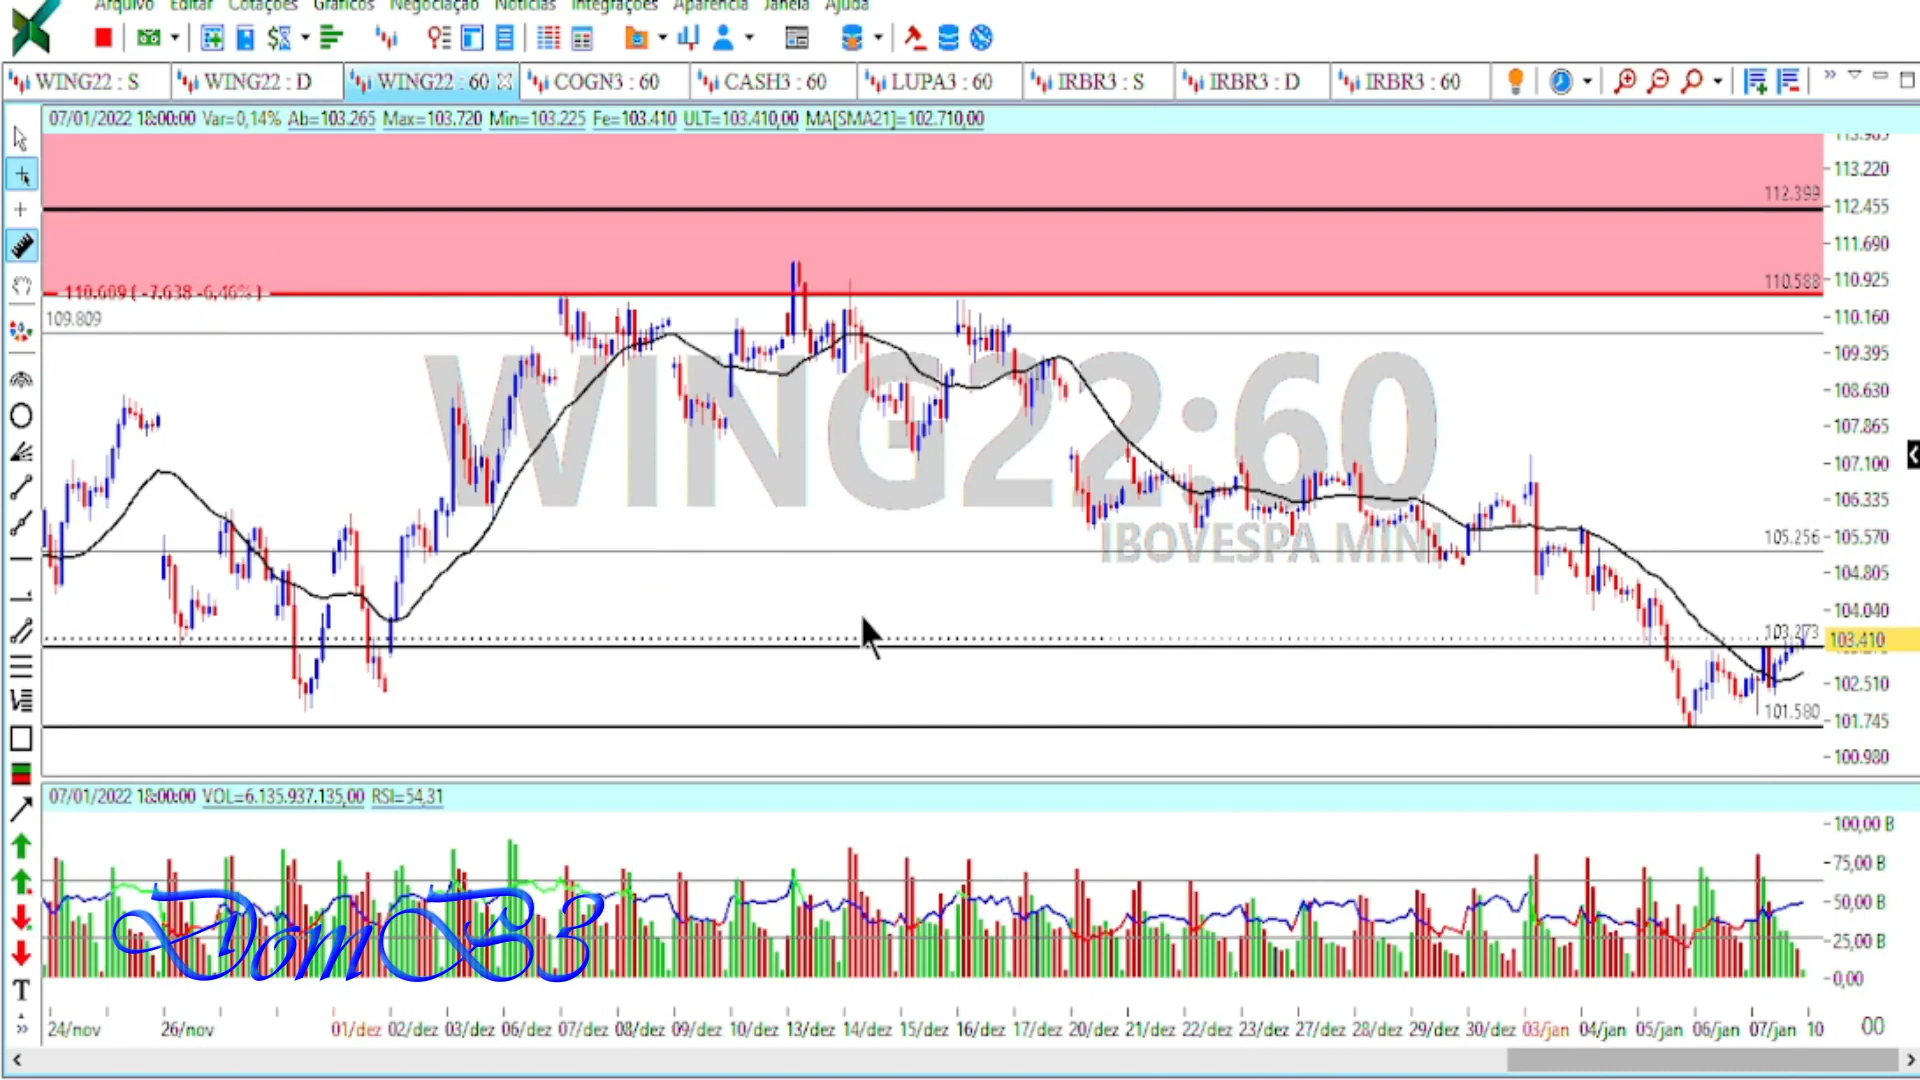 Arquivo Editar Cotações Gráficos Negociação Notícias Integrações Aparência Janela Ajuda
WING22 : S WING22 : D WING22 : 60 COGN3 : 60 CASH3 : 60 LUPA3 : 60 IRBR3 : S IRBR3 : D IRBR3 : 60
07/01/2022 18:00:00 Var=0,14% Ab=103.265 Max=103.720 Min=103.225 Fe=103.410 ULT=103.410,00 MA[SMA21]=102.710,00
113.220
112.399
112.455
111.690
110.588
110.925
110.609 ( -7.638 -6,46% )
109.809
110.160
109.395
108.630
107.865
107.100
106.335
WING22:60
IBOVESPA MINI
105.256
105.570
104.805
104.040
103.273
103.410
102.510
101.580
101.745
100.980
07/01/2022 18:00:00 VOL=6.135.937.135,00 RSI=54,31
100,00 B
75,00 B
50,00 B
25,00 B
0,00
DomB3
T
24/nov 26/nov 01/dez 02/dez 03/dez 06/dez 07/dez 08/dez 09/dez 10/dez 13/dez 14/dez 15/dez 16/dez 17/dez 20/dez 21/dez 22/dez 23/dez 27/dez 28/dez 29/dez 30/dez 03/jan 04/jan 05/jan 06/jan 07/jan 10